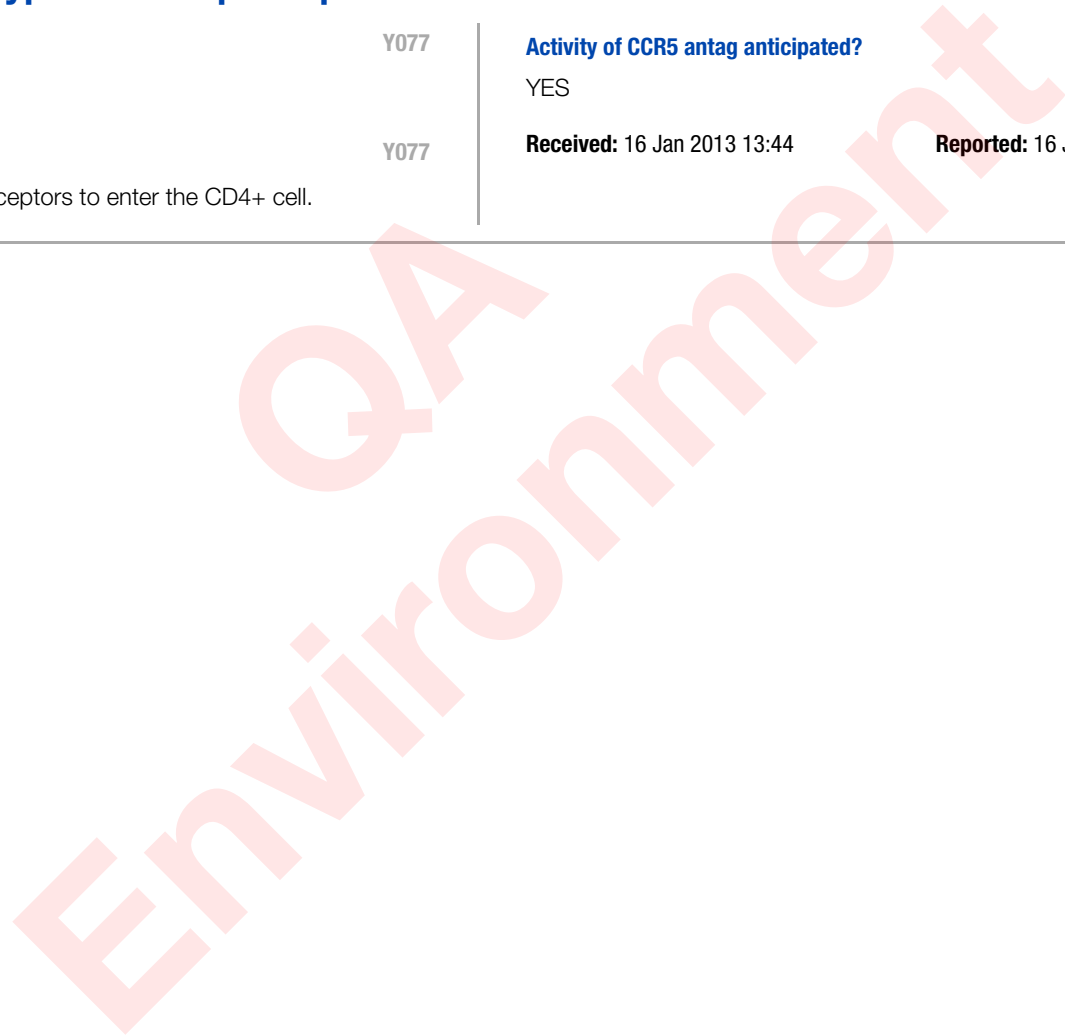 Y077
Y077
ceptors to enter the CD4+ cell.
Activity of CCR5 antag anticipated?
YES
Received: 16 Jan 2013 13:44
Reported: 16 J
QA
Environment